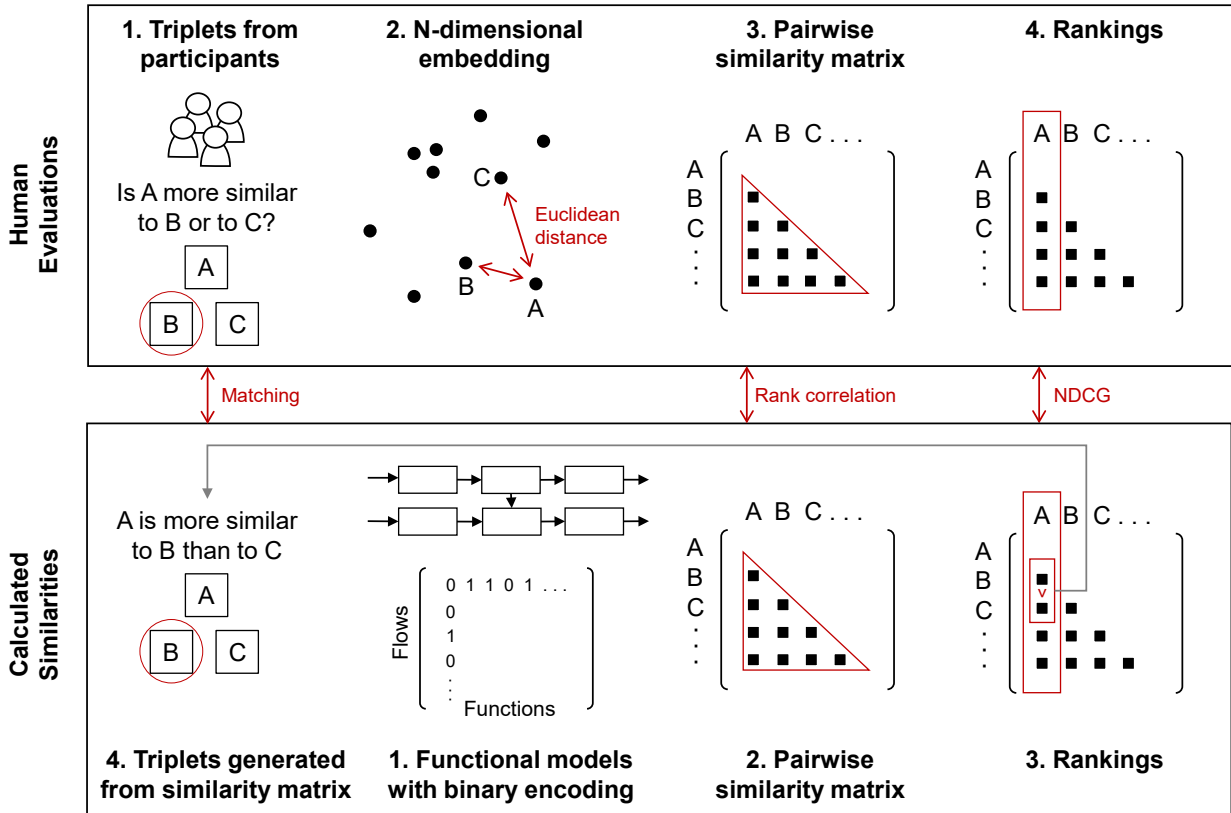 Human
Evaluations
1. Triplets from
participants
Is A more similar
to B or to C?
A
B
C
2. N-dimensional
embedding
C
Euclidean
distance
B
A
3. Pairwise
similarity matrix
A B C . . .
A
B
C
.
.
.
4. Rankings
A B C . . .
A
B
C
.
.
.
Matching
Rank correlation
NDCG
Calculated
Similarities
A is more similar
to B than to C
A
B
C
4. Triplets generated
from similarity matrix
0 1 1 0 1 . . .
0
1
0
.
.
.
Flows
Functions
1. Functional models
with binary encoding
A B C . . .
A
B
C
.
.
.
2. Pairwise
similarity matrix
A B C . . .
A
B
C
.
.
.
v
3. Rankings